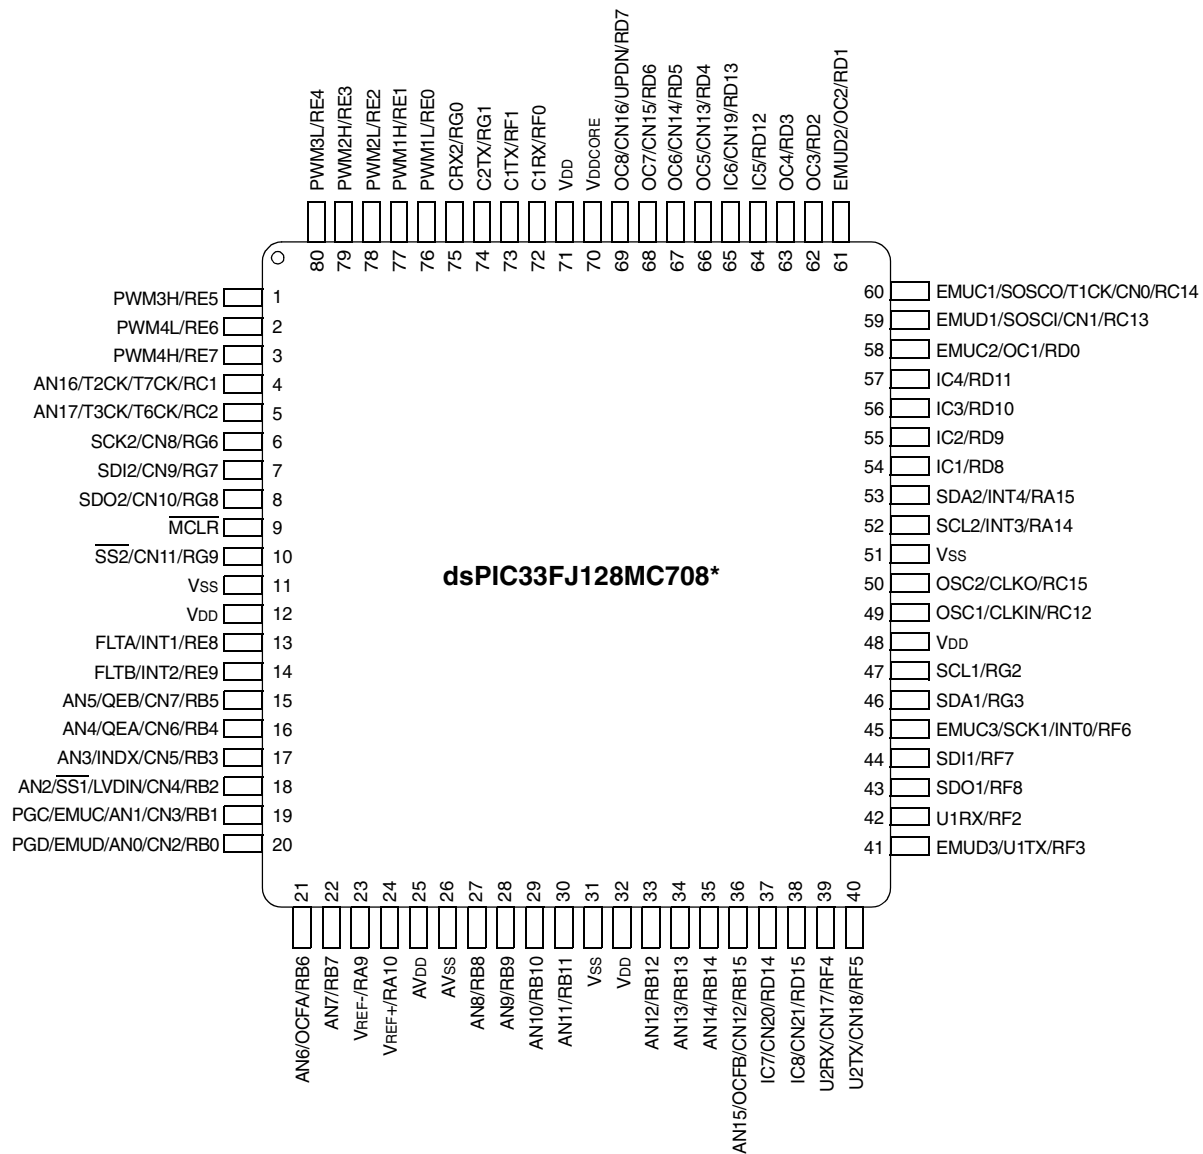 PWM3L/RE4
PWM2H/RE3
PWM2L/RE2
PWM1H/RE1
PWM1L/RE0
CRX2/RG0
C2TX/RG1
C1TX/RF1
C1RX/RF0
VDD
VDDCORE
OC8/CN16/UPDN/RD7
OC7/CN15/RD6
OC6/CN14/RD5
OC5/CN13/RD4
IC6/CN19/RD13
IC5/RD12
OC4/RD3
OC3/RD2
EMUD2/OC2/RD1
80
79
78
77
76
75
74
73
72
71
70
69
68
67
66
65
64
63
62
61
PWM3H/RE5 1
PWM4L/RE6 2
PWM4H/RE7 3
AN16/T2CK/T7CK/RC1 4
AN17/T3CK/T6CK/RC2 5
SCK2/CN8/RG6 6
SDI2/CN9/RG7 7
SDO2/CN10/RG8 8
MCLR 9
SS2/CN11/RG9 10
VSS 11
VDD 12
FLTA/INT1/RE8 13
FLTB/INT2/RE9 14
AN5/QEB/CN7/RB5 15
AN4/QEA/CN6/RB4 16
AN3/INDX/CN5/RB3 17
AN2/SS1/LVDIN/CN4/RB2 18
PGC/EMUC/AN1/CN3/RB1 19
PGD/EMUD/AN0/CN2/RB0 20
dsPIC33FJ128MC708*
60 EMUC1/SOSCO/T1CK/CN0/RC14
59 EMUD1/SOSCI/CN1/RC13
58 EMUC2/OC1/RD0
57 IC4/RD11
56 IC3/RD10
55 IC2/RD9
54 IC1/RD8
53 SDA2/INT4/RA15
52 SCL2/INT3/RA14
51 VSS
50 OSC2/CLKO/RC15
49 OSC1/CLKIN/RC12
48 VDD
47 SCL1/RG2
46 SDA1/RG3
45 EMUC3/SCK1/INT0/RF6
44 SDI1/RF7
43 SDO1/RF8
42 U1RX/RF2
41 EMUD3/U1TX/RF3
21
22
23
24
25
26
27
28
29
30
31
32
33
34
35
36
37
38
39
40
AN6/OCFA/RB6
AN7/RB7
VREF-/RA9
VREF+/RA10
AVDD
AVSS
AN8/RB8
AN9/RB9
AN10/RB10
AN11/RB11
VSS
VDD
AN12/RB12
AN13/RB13
AN14/RB14
AN15/OCFB/CN12/RB15
IC7/CN20/RD14
IC8/CN21/RD15
U2RX/CN17/RF4
U2TX/CN18/RF5